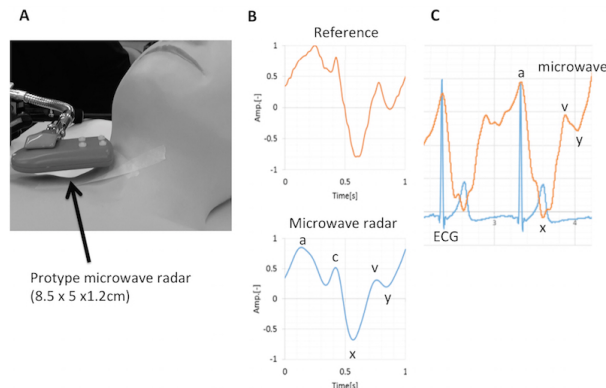 A
Protype microwave radar
(8.5 x 5 x1.2cm)
B
Reference
Amp.[-]
1
0.5
0
-0.5
-1
0
0.5
1
Time[s]
Microwave radar
Amp.[-]
1
0.5
0
-0.5
-1
a
c
v
y
x
0
0.5
1
Time[s]
C
a
microwave
v
y
ECG
x
3
4